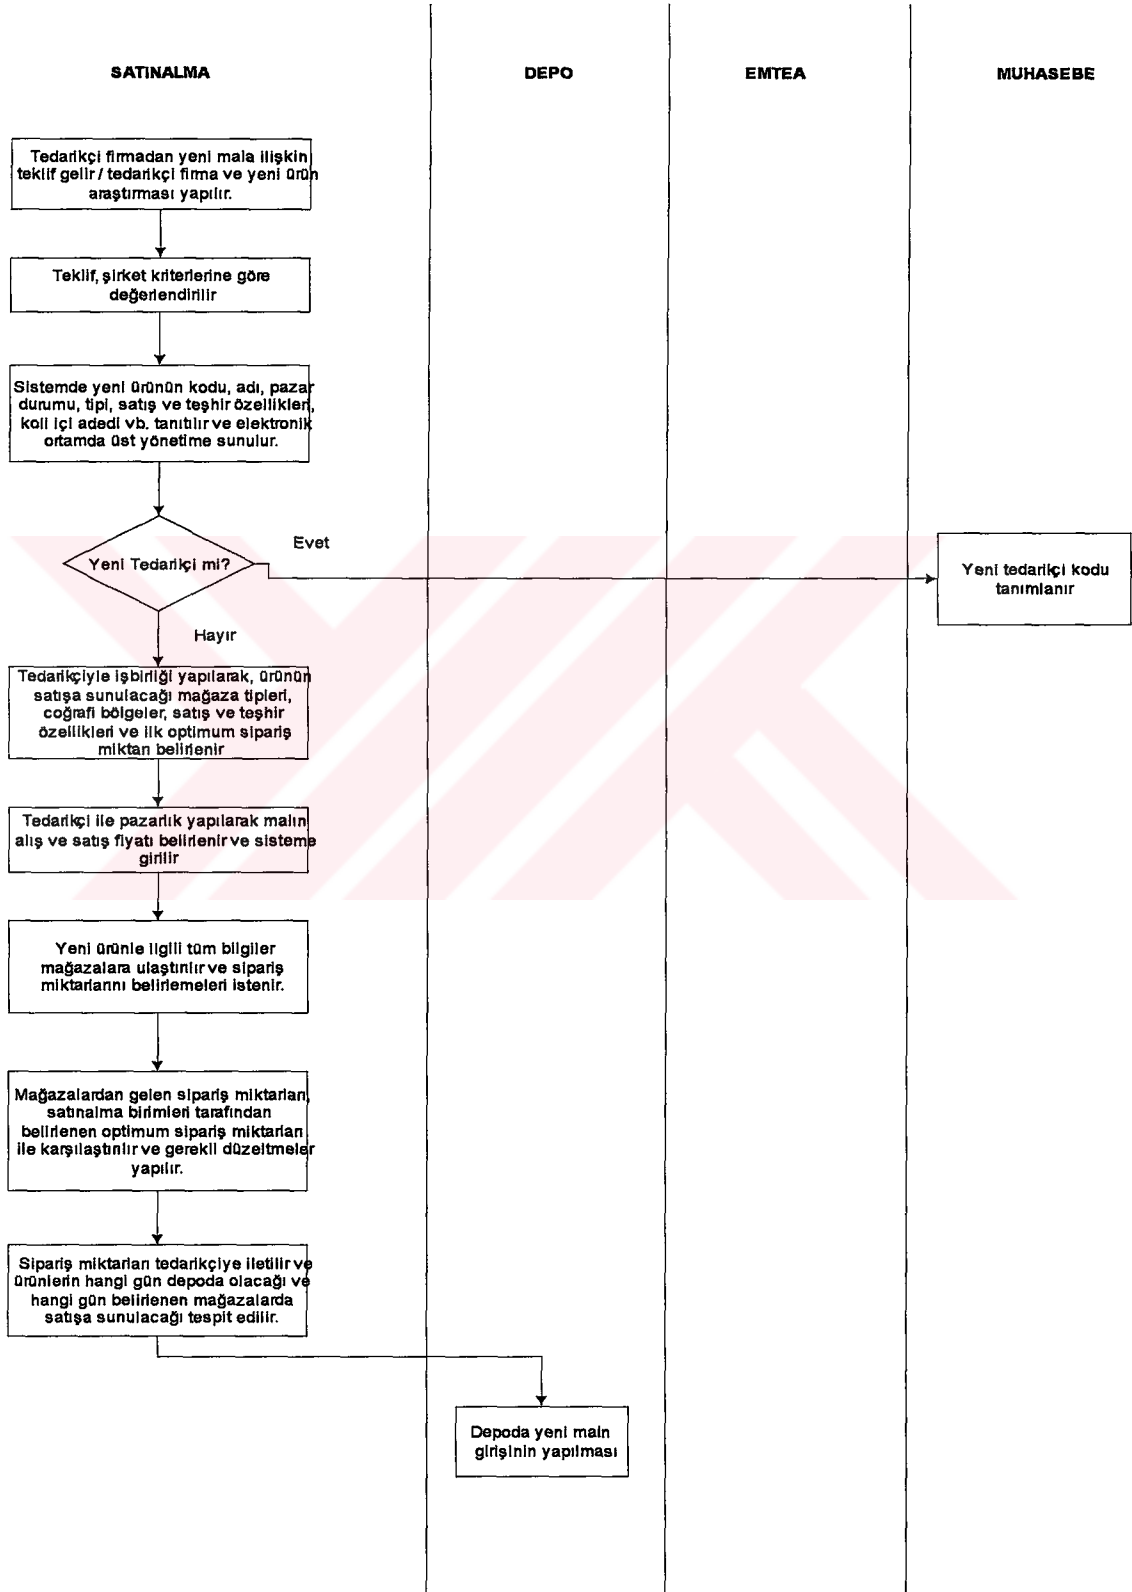 SATINALMA
DEPO
EMTEA
MUHASEBE
Tedarikçi firmadan yeni mala ilişkin
teklif gelir / tedarikçi firma ve yeni ürün
araştırması yapılır.
Teklif, şirket kriterlerine göre
değerlendirilir
Sistemde yeni ürünün kodu, adı, pazar
durumu, tipi, satış ve teşhir özellikleri,
koli içi adedi vb. tanıtılır ve elektronik
ortamda üst yönetime sunulur.
Yeni Tedarikçi mi?
Evet
Yeni tedarikçi kodu
tanımlanır
Hayır
Tedarikçiyle işbirliği yapılarak, ürünün
satışa sunulacağı mağaza tipleri,
coğrafi bölgeler, satış ve teşhir
özellikleri ve ilk optimum sipariş
miktarı belirlenir
Tedarikçi ile pazarlık yapılarak malın
alış ve satış fiyatı belirlenir ve sisteme
girilir
Yeni ürünle ilgili tüm bilgiler
mağazalara ulaştırılır ve sipariş
miktarlarını belirlemeleri istenir.
Mağazalardan gelen sipariş miktarları,
satınalma birimleri tarafından
belirlenen optimum sipariş miktarları
ile karşılaştırılır ve gerekli düzeltmeler
yapılır.
Sipariş miktarları tedarikçiye iletilir ve
ürünlerin hangi gün depoda olacağı ve
hangi gün belirlenen mağazalarda
satışa sunulacağı tespit edilir.
Depoda yeni malın
girişinin yapılması